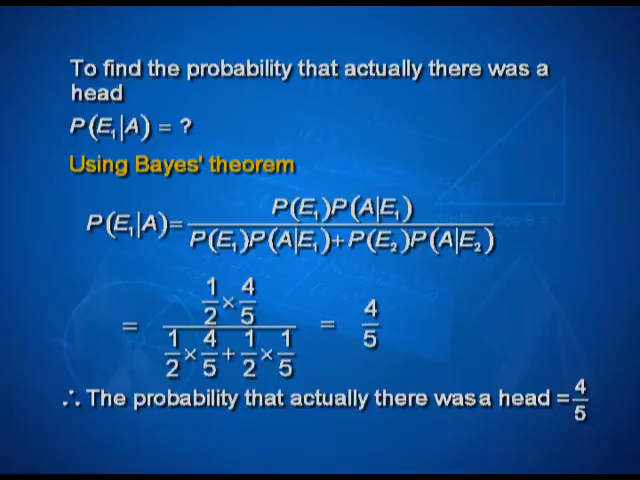 To find the probability that actually there was a
head
P(E₁|A) = ?
Using Bayes' theorem
P(E₁|A)= P(E₁)P(A|E₁) / P(E₁)P(A|E₁)+P(E₂)P(A|E₂)
= (1/2 × 4/5) / (1/2 × 4/5 + 1/2 × 1/5) = 4/5
∴ The probability that actually there was a head = 4/5